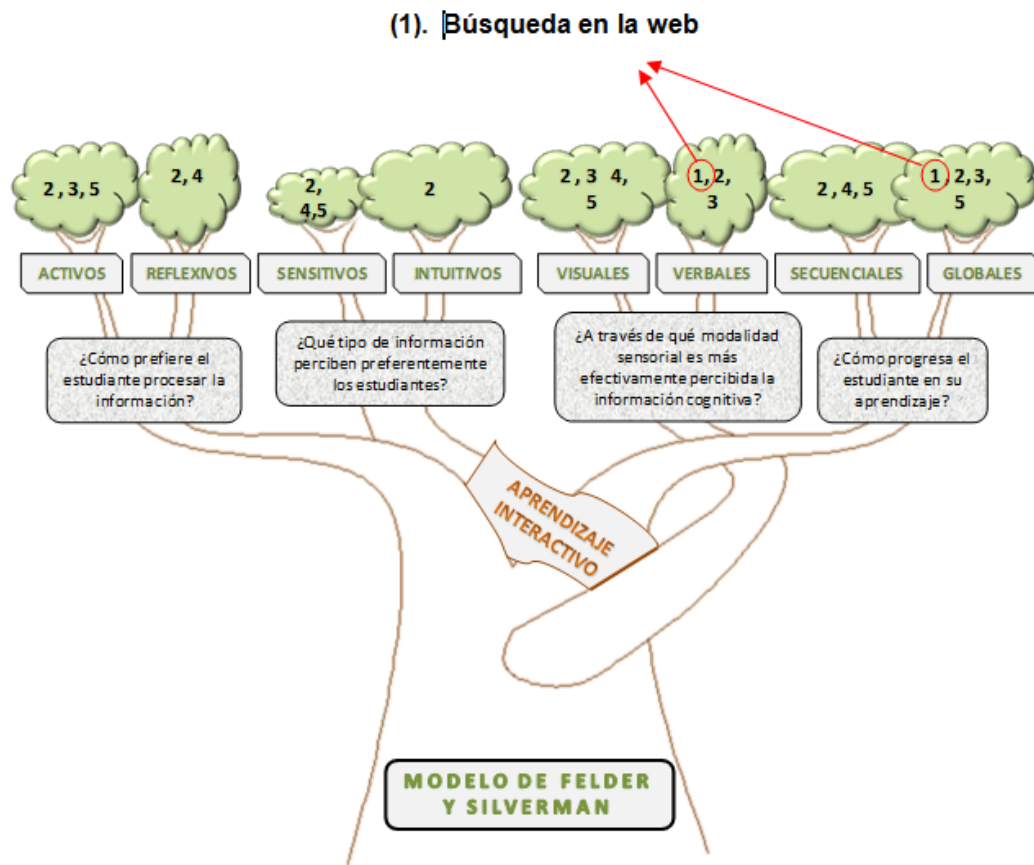 (1). Búsqueda en la web
2 , 3, 5
2, 4
2,
4,5
2
2 , 3 4,
5
1, 2,
3
2, 4, 5
1 , 2, 3,
5
ACTIVOS
REFLEXIVOS
SENSITIVOS
INTUITIVOS
VISUALES
VERBALES
SECUENCIALES
GLOBALES
¿Cómo prefiere el
estudiante procesar la
información?
¿Qué tipo de información
perciben preferentemente
los estudiantes?
¿A través de qué modalidad
sensorial es más
efectivamente percibida la
información cognitiva?
¿Cómo progresa el
estudiante en su
aprendizaje?
APRENDIZAJE
INTERACTIVO
MODELO DE FELDER
Y SILVERMAN